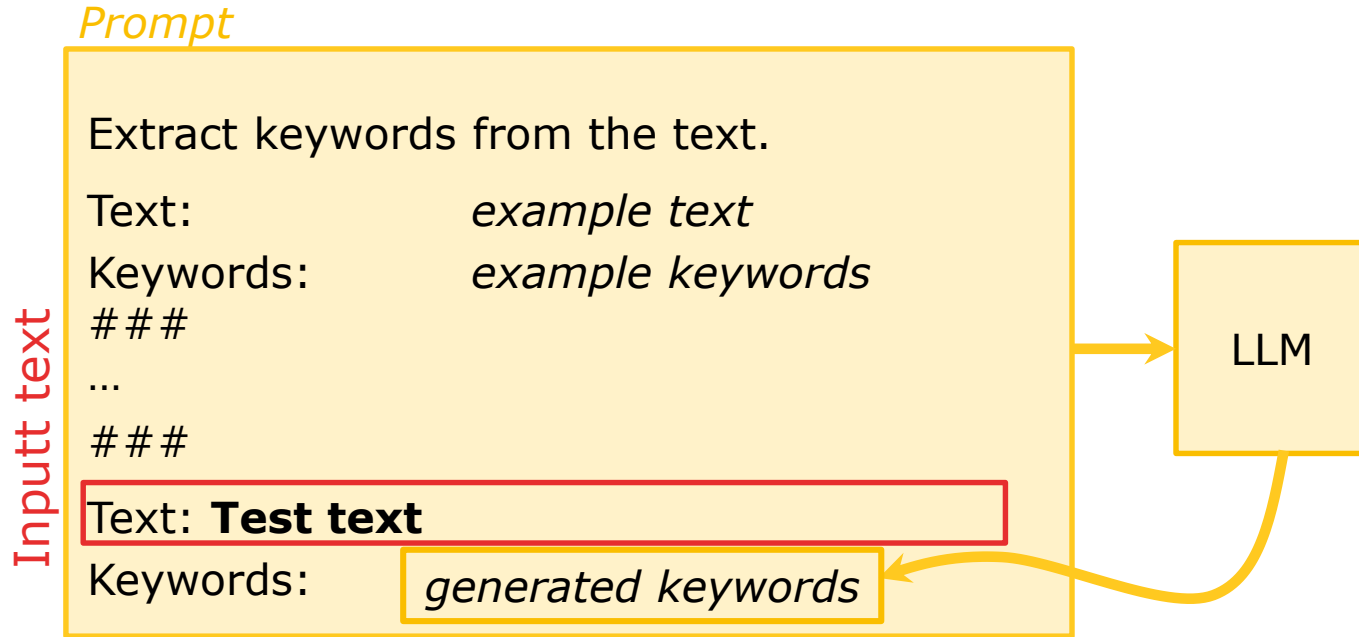 Prompt
Extract keywords from the text.
Text: example text
Keywords: example keywords
###
...
###
Text: Test text
Keywords: generated keywords
Inputt text
LLM